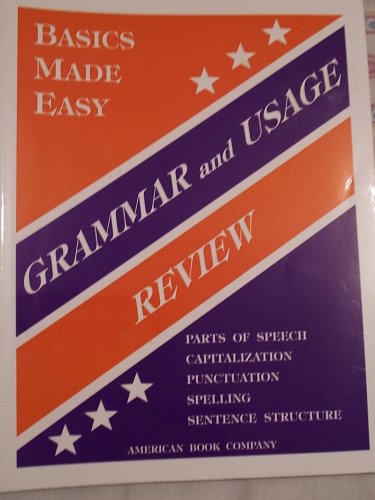 BASICS
MADE
EASY
GRAMMAR and USAGE
REVIEW
PARTS OF SPEECH
CAPITALIZATION
PUNCTUATION
SPELLING
SENTENCE STRUCTURE
AMERICAN BOOK COMPANY